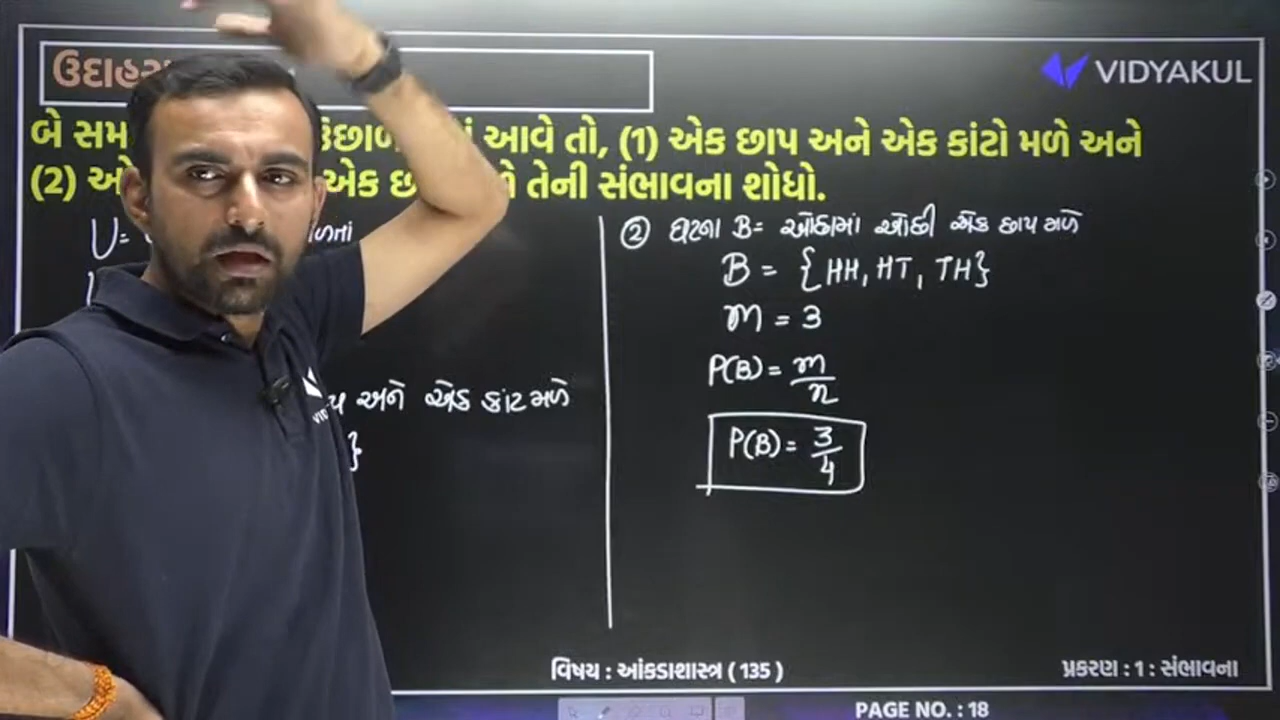 VIDYAKUL
આવે તો, (1) એક છાપ અને એક કાંટો મળે અને
(2) એક તેની સંભાવના શોધો.
U=
② ઘટના B= ઓછામાં ઓછી એક છાપ મળે
B = {HH, HT, TH}
m = 3
P(B) = m/n
P(B) = 3/4
અને એક કાંટ મળે
}
વિષય : આંકડાશાસ્ત્ર ( 135 )
પ્રકરણ : 1 : સંભાવના
PAGE NO. : 18